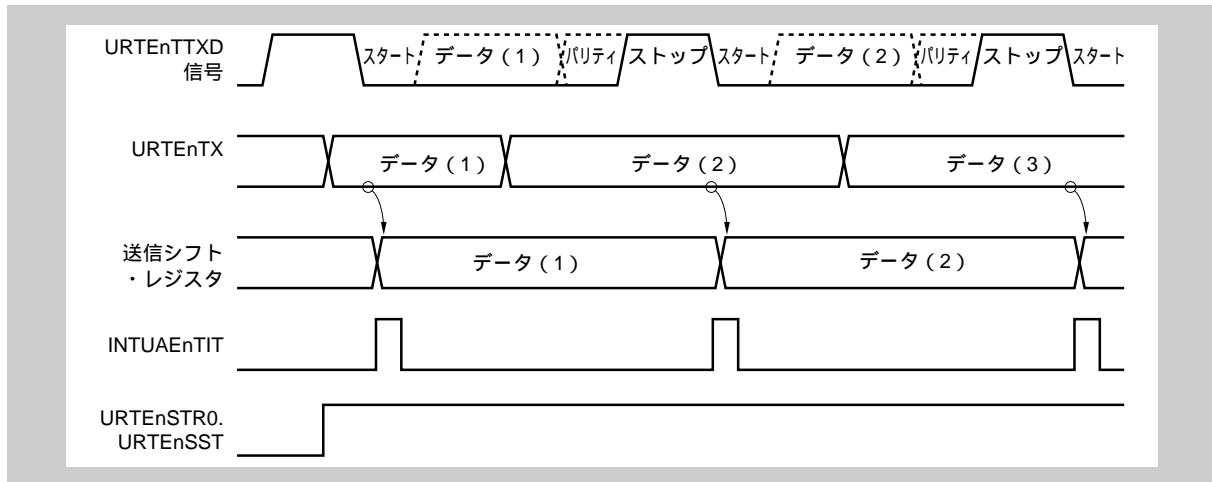 URTEnTTXD
信号
スタート データ（1） パリティ ストップ スタート データ（2） パリティ ストップ スタート
URTEnTX
データ（1） データ（2） データ（3）
送信シフト
・レジスタ
データ（1） データ（2）
INTUAEnTIT
URTEnSTR0.
URTEnSST